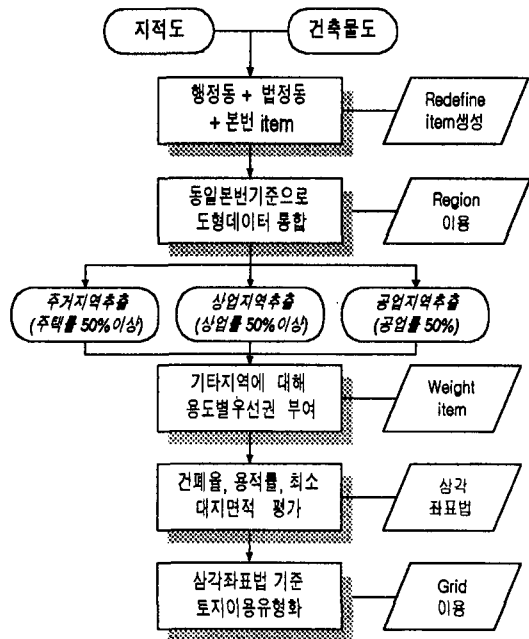 지적도
건축물도
행정동 + 법정동
+ 본번 item
Redefine
item생성
동일본번기준으로
도형데이터 통합
Region
이용
주거지역추출
(주택률 50%이상)
상업지역추출
(상업률 50%이상)
공업지역추출
(공업률 50%)
기타지역에 대해
용도별우선권 부여
Weight
item
건폐율, 용적률, 최소
대지면적 평가
삼각
좌표법
삼각좌표법 기준
토지이용유형화
Grid
이용